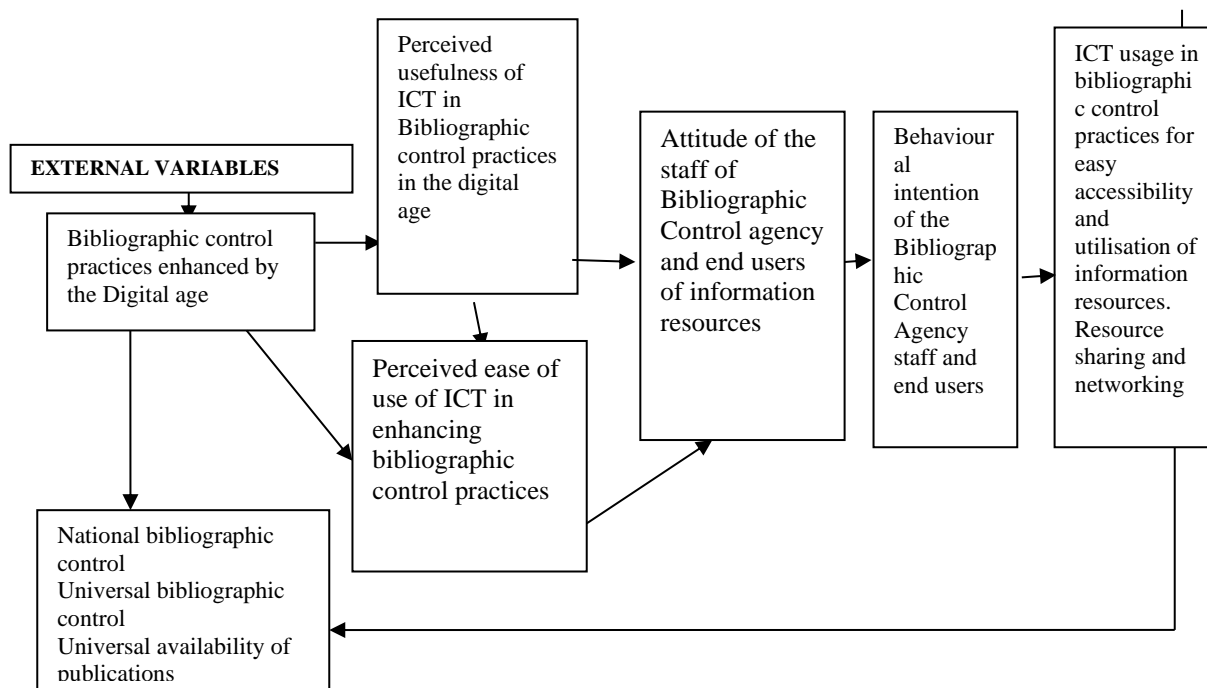 EXTERNAL VARIABLES
Bibliographic control
practices enhanced by
the Digital age
Perceived
usefulness of
ICT in
Bibliographic
control practices
in the digital
age
Perceived ease of
use of ICT in
enhancing
bibliographic
control practices
Attitude of the
staff of
Bibliographic
Control agency
and end users
of information
resources
Behaviour
al
intention
of the
Bibliograp
hic
Control
Agency
staff and
end users
ICT usage in
bibliographi
c control
practices for
easy
accessibility
and
utilisation of
information
resources.
Resource
sharing and
networking
National bibliographic
control
Universal bibliographic
control
Universal availability of
publications